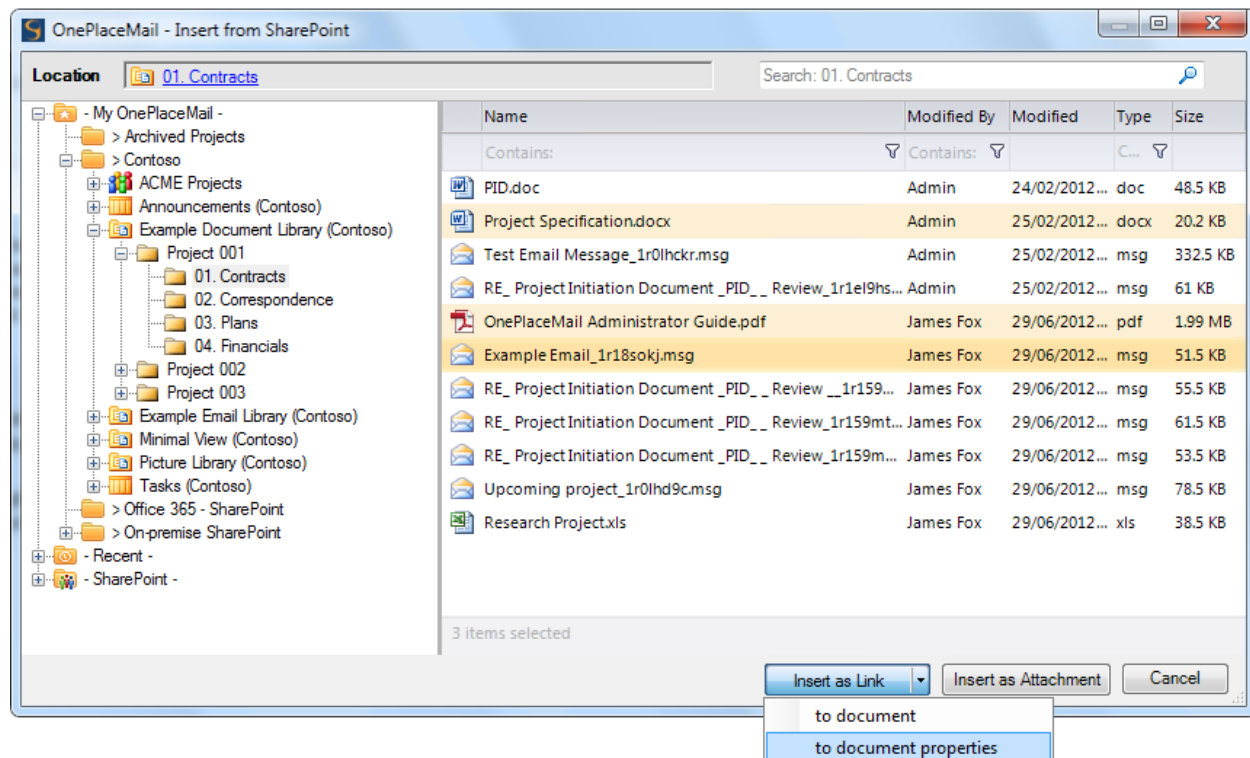 OnePlaceMail - Insert from SharePoint
Location 01. Contracts Search: 01. Contracts
- My OnePlaceMail -
> Archived Projects
> Contoso
ACME Projects
Announcements (Contoso)
Example Document Library (Contoso)
Project 001
01. Contracts
02. Correspondence
03. Plans
04. Financials
Project 002
Project 003
Example Email Library (Contoso)
Minimal View (Contoso)
Picture Library (Contoso)
Tasks (Contoso)
> Office 365 - SharePoint
> On-premise SharePoint
- Recent -
- SharePoint -
Name Modified By Modified Type Size
Contains: Contains: C...
PID.doc Admin 24/02/2012... doc 48.5 KB
Project Specification.docx Admin 25/02/2012... docx 20.2 KB
Test Email Message_1r0lhckr.msg Admin 25/02/2012... msg 332.5 KB
RE_ Project Initiation Document _PID_ _ Review_1r1el9hs... Admin 25/02/2012... msg 61 KB
OnePlaceMail Administrator Guide.pdf James Fox 29/06/2012... pdf 1.99 MB
Example Email_1r18sokj.msg James Fox 29/06/2012... msg 51.5 KB
RE_ Project Initiation Document _PID_ _ Review _ _1r159... James Fox 29/06/2012... msg 55.5 KB
RE_ Project Initiation Document _PID_ _ Review_1r159mt... James Fox 29/06/2012... msg 61.5 KB
RE_ Project Initiation Document _PID_ _ Review_1r159m... James Fox 29/06/2012... msg 53.5 KB
Upcoming project_1r0lhd9c.msg James Fox 29/06/2012... msg 78.5 KB
Research Project.xls James Fox 29/06/2012... xls 38.5 KB
3 items selected
Insert as Link Insert as Attachment Cancel
to document
to document properties